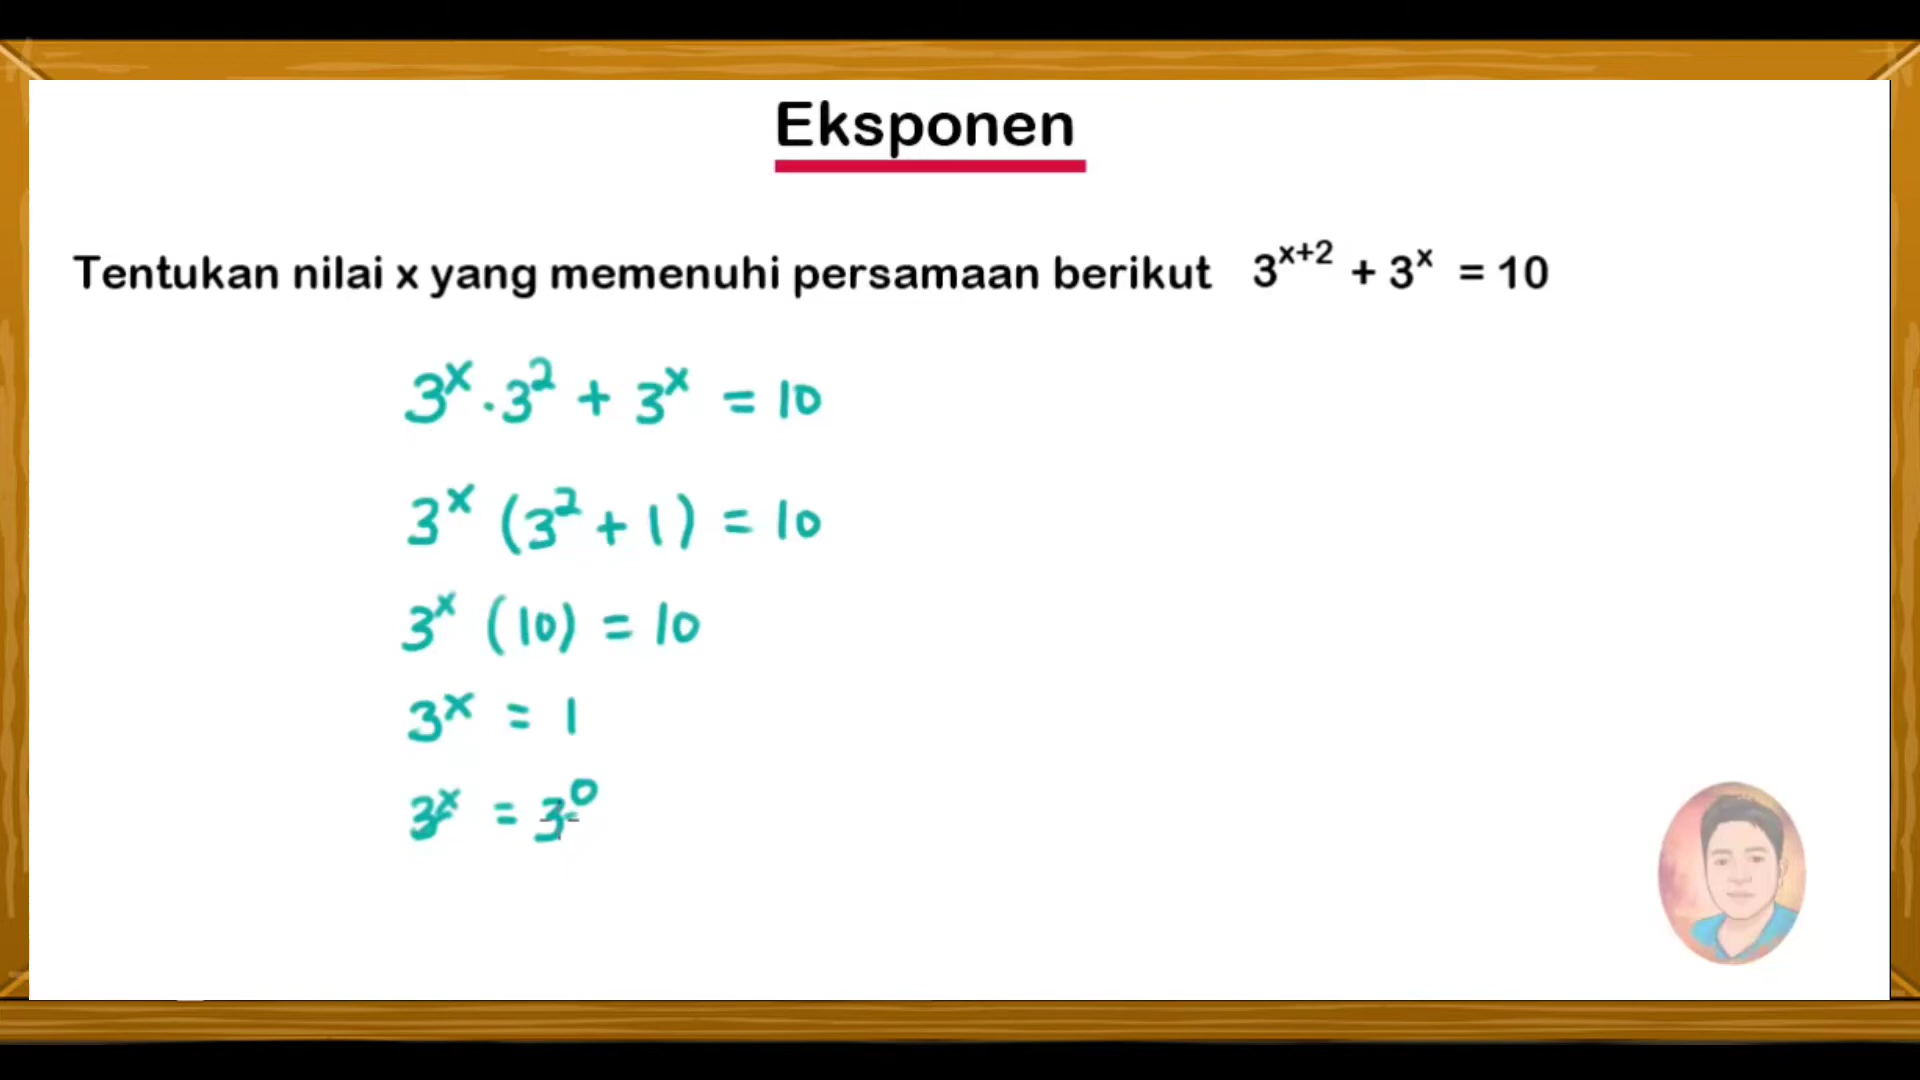 Eksponen
Tentukan nilai x yang memenuhi persamaan berikut 3^{x+2} + 3^x = 10
3^x · 3^2 + 3^x = 10
3^x (3^2 + 1) = 10
3^x (10) = 10
3^x = 1
3^x = 3^0